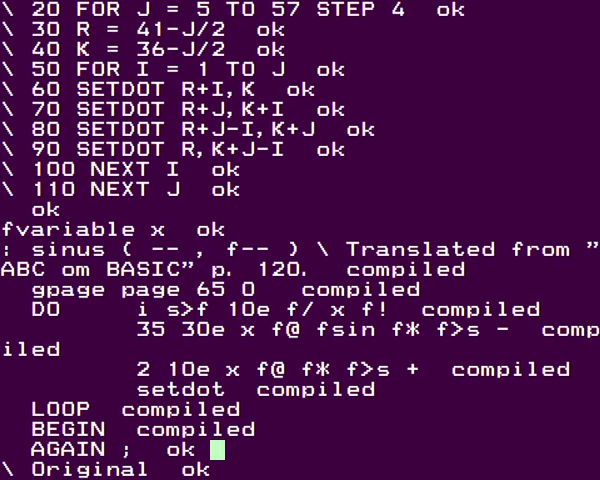 \ 20 FOR J = 5 TO 57 STEP 4  ok
\ 30 R = 41-J/2  ok
\ 40 K = 36-J/2  ok
\ 50 FOR I = 1 TO J  ok
\ 60 SETDOT R+I,K  ok
\ 70 SETDOT R+J,K+I  ok
\ 80 SETDOT R+J-I,K+J  ok
\ 90 SETDOT R,K+J-I  ok
\ 100 NEXT I  ok
\ 110 NEXT J  ok
ok
fvariable x  ok
: sinus ( -- , f-- ) \ Translated from ”
ABC om BASIC” p. 120.  compiled
gpage page 65 0  compiled
DO     i s>f 10e f/ x f!  compiled
35 30e x f@ fsin f* f>s -  comp
iled
2 10e x f@ f* f>s +  compiled
setdot  compiled
LOOP  compiled
BEGIN  compiled
AGAIN ;  ok
\ Original  ok